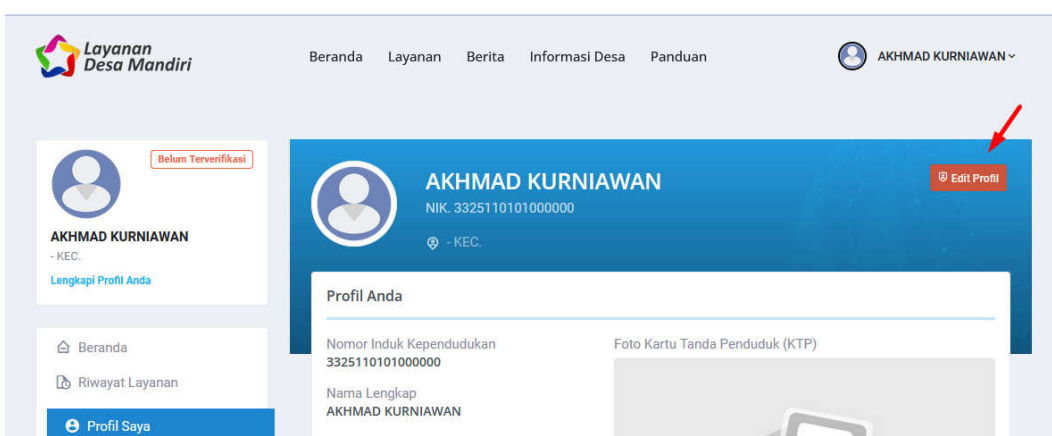 Layanan
Desa Mandiri
Beranda Layanan Berita Informasi Desa Panduan
AKHMAD KURNIAWAN
Belum Terverifikasi
AKHMAD KURNIAWAN
- KEC.
Lengkapi Profil Anda
Beranda
Riwayat Layanan
Profil Saya
AKHMAD KURNIAWAN
NIK. 3325110101000000
- KEC.
Edit Profil
Profil Anda
Nomor Induk Kependudukan
3325110101000000
Nama Lengkap
AKHMAD KURNIAWAN
Foto Kartu Tanda Penduduk (KTP)